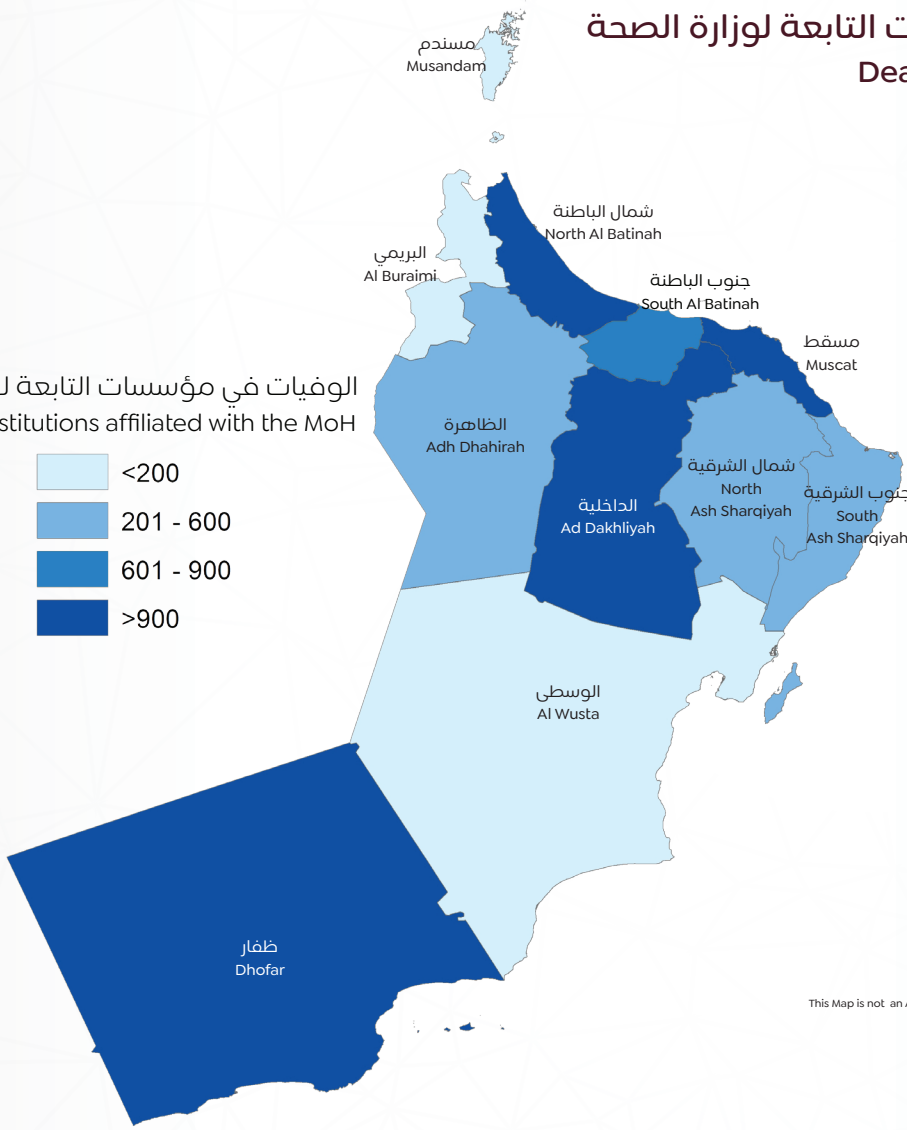 ت التابعة لوزارة الصحة
Dea
مسندم
Musandam
شمال الباطنة
North Al Batinah
البريمي
Al Buraimi
جنوب الباطنة
South Al Batinah
مسقط
Muscat
الوفيات في مؤسسات التابعة ل
stitutions affiliated with the MoH
<200
201 - 600
601 - 900
>900
الظاهرة
Adh Dhahirah
شمال الشرقية
North
Ash Sharqiyah
جنوب الشرقية
South
Ash Sharqiyah
الداخلية
Ad Dakhliyah
الوسطى
Al Wusta
ظفار
Dhofar
This Map is not an A